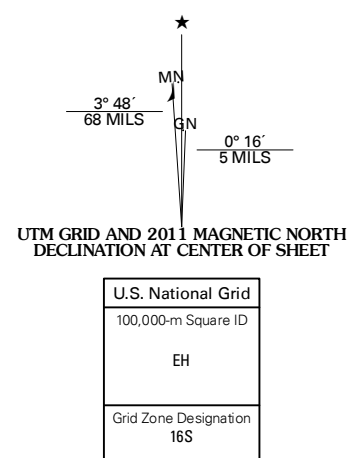 MN
3° 48´
68 MILS
GN
0° 16´
5 MILS
UTM GRID AND 2011 MAGNETIC NORTH
DECLINATION AT CENTER OF SHEET
U.S. National Grid
100,000-m Square ID
EH
Grid Zone Designation
16S